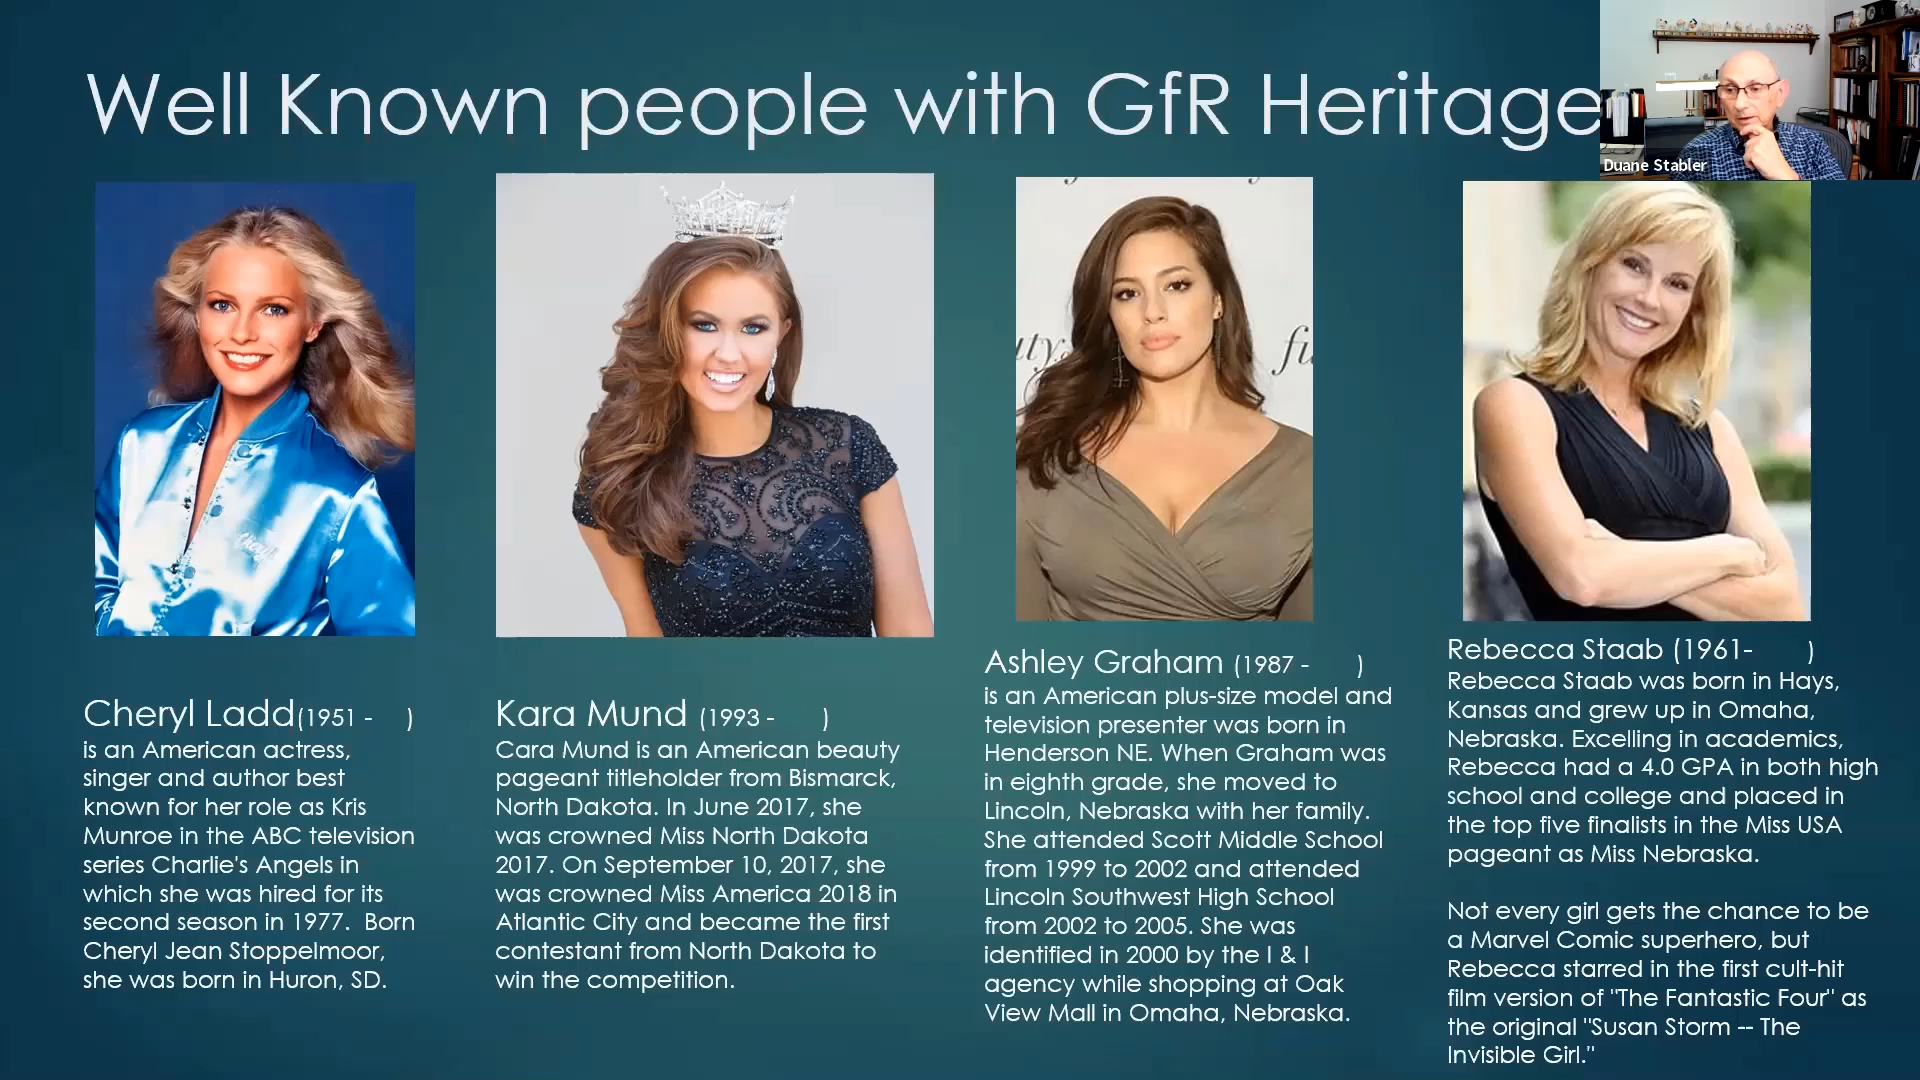 Well Known people with GfR Heritage
Duane Stabler
uty
fu
Cheryl
Cheryl Ladd(1951 - )
is an American actress,
singer and author best
known for her role as Kris
Munroe in the ABC television
series Charlie's Angels in
which she was hired for its
second season in 1977. Born
Cheryl Jean Stoppelmoor,
she was born in Huron, SD.
Kara Mund (1993 - )
Cara Mund is an American beauty
pageant titleholder from Bismarck,
North Dakota. In June 2017, she
was crowned Miss North Dakota
2017. On September 10, 2017, she
was crowned Miss America 2018 in
Atlantic City and became the first
contestant from North Dakota to
win the competition.
Ashley Graham (1987 - )
is an American plus-size model and
television presenter was born in
Henderson NE. When Graham was
in eighth grade, she moved to
Lincoln, Nebraska with her family.
She attended Scott Middle School
from 1999 to 2002 and attended
Lincoln Southwest High School
from 2002 to 2005. She was
identified in 2000 by the I & I
agency while shopping at Oak
View Mall in Omaha, Nebraska.
Rebecca Staab (1961- )
Rebecca Staab was born in Hays,
Kansas and grew up in Omaha,
Nebraska. Excelling in academics,
Rebecca had a 4.0 GPA in both high
school and college and placed in
the top five finalists in the Miss USA
pageant as Miss Nebraska.
Not every girl gets the chance to be
a Marvel Comic superhero, but
Rebecca starred in the first cult-hit
film version of "The Fantastic Four" as
the original "Susan Storm -- The
Invisible Girl."